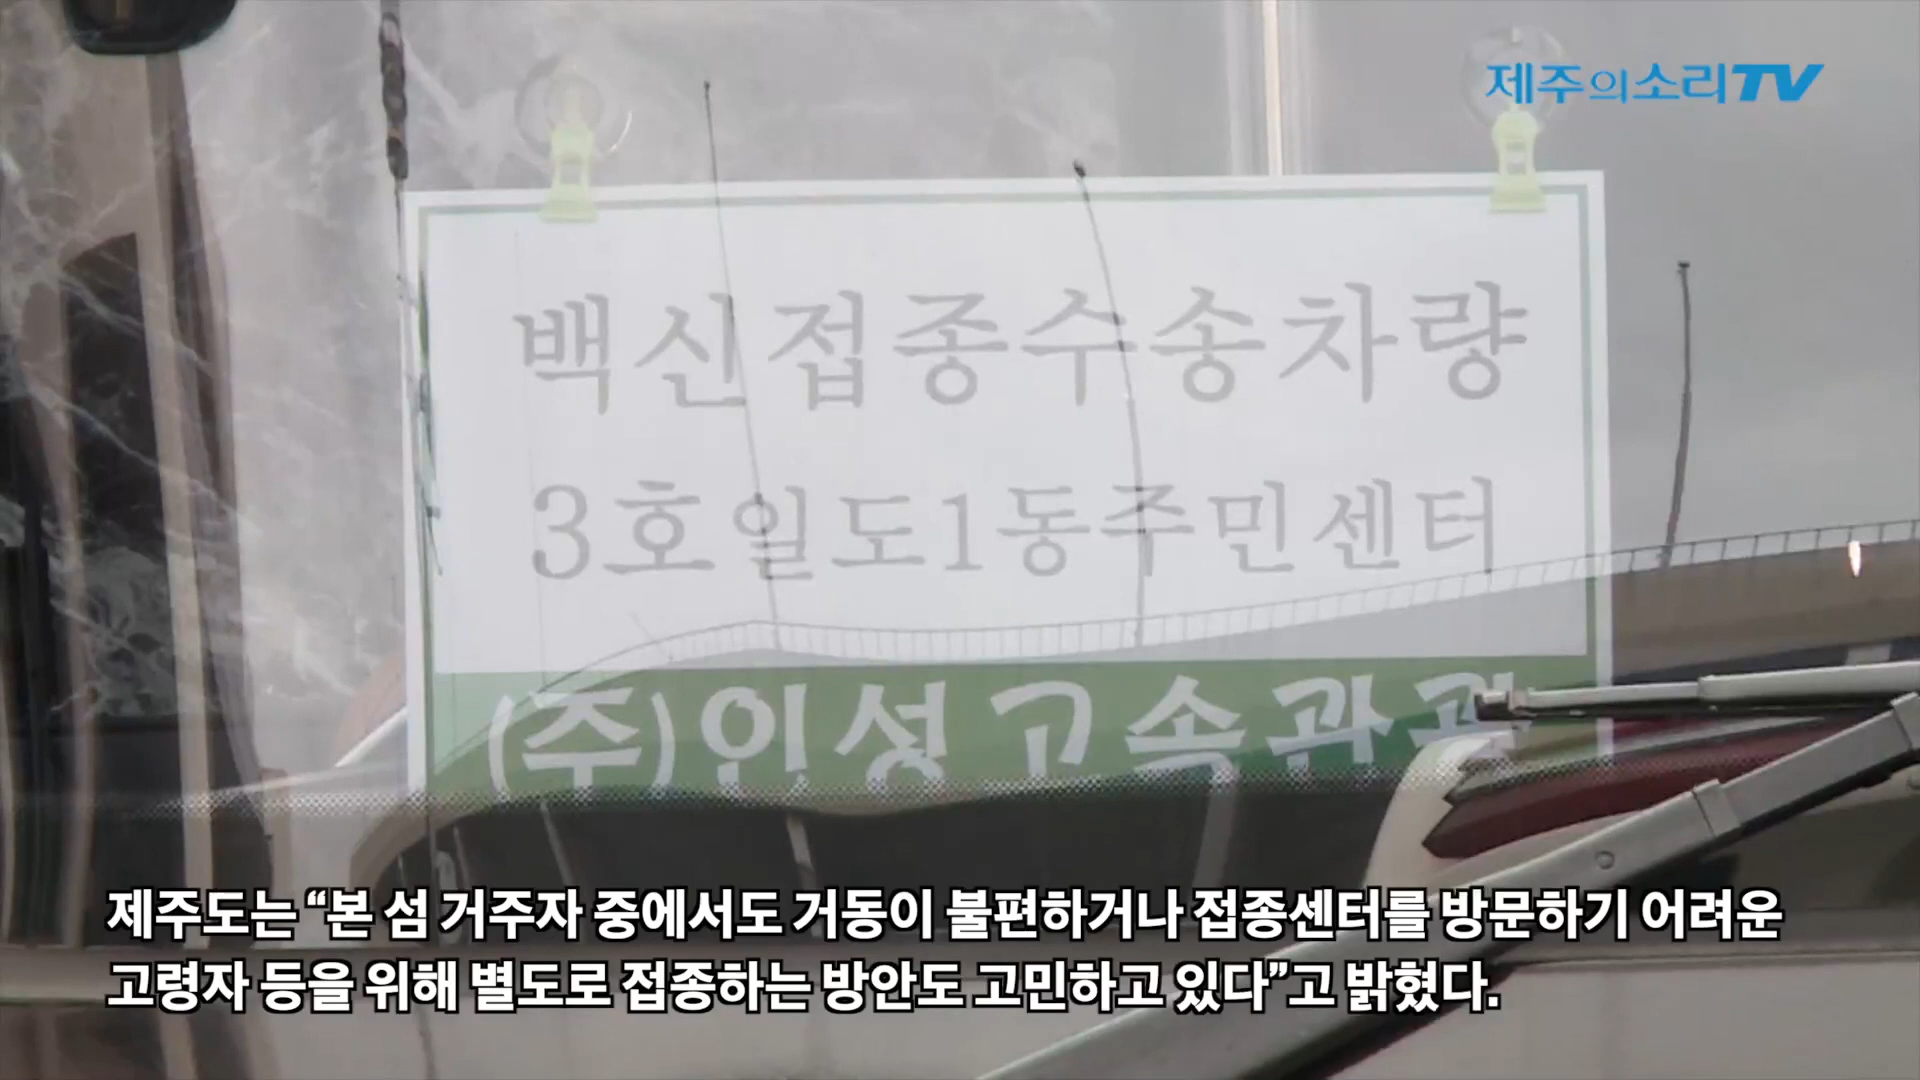 제주의소리TV
백신접종수송차량
3호일도1동주민센터
(주)인성고속관광
제주도는 “본 섬 거주자 중에서도 거동이 불편하거나 접종센터를 방문하기 어려운
고령자 등을 위해 별도로 접종하는 방안도 고민하고 있다”고 밝혔다.